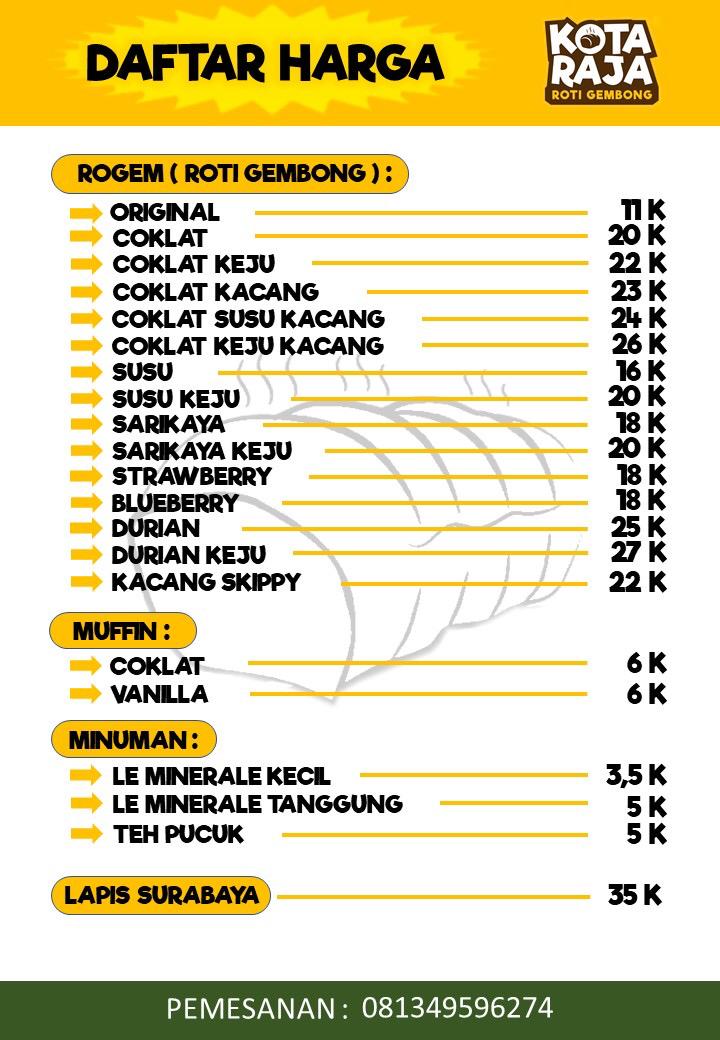 DAFTAR HARGA
KOTA
RAJA
ROTI GEMBONG
ROGEM ( ROTI GEMBONG ) :
ORIGINAL 11 K
COKLAT 20 K
COKLAT KEJU 22 K
COKLAT KACANG 23 K
COKLAT SUSU KACANG 24 K
COKLAT KEJU KACANG 26 K
SUSU 16 K
SUSU KEJU 20 K
SARIKAYA 18 K
SARIKAYA KEJU 20 K
STRAWBERRY 18 K
BLUEBERRY 18 K
DURIAN 25 K
DURIAN KEJU 27 K
KACANG SKIPPY 22 K
MUFFIN :
COKLAT 6 K
VANILLA 6 K
MINUMAN :
LE MINERALE KECIL 3,5 K
LE MINERALE TANGGUNG 5 K
TEH PUCUK 5 K
LAPIS SURABAYA 35 K
PEMESANAN : 081349596274